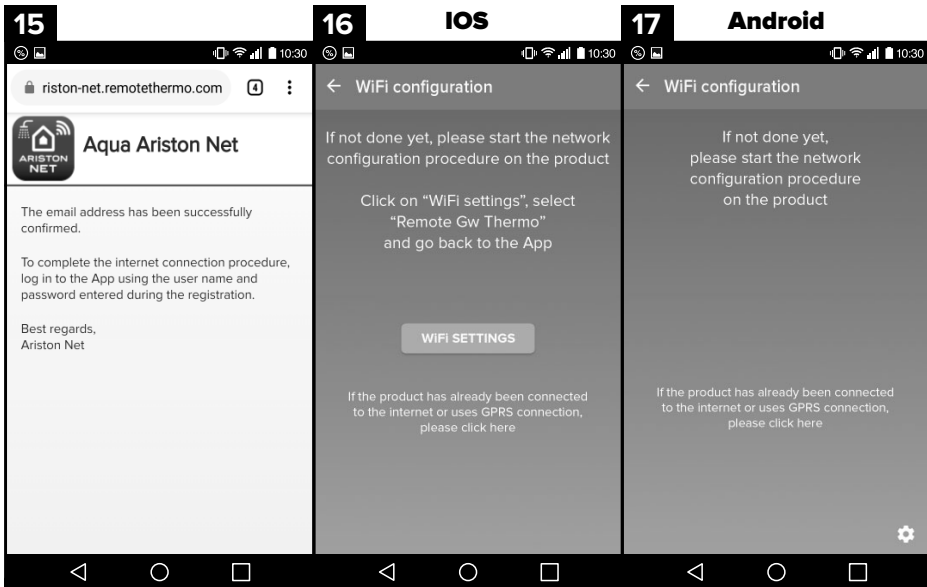 15
10:30
riston-net.remotethermo.com
4
ARISTON
NET
Aqua Ariston Net
The email address has been successfully
confirmed.
To complete the internet connection procedure,
log in to the App using the user name and
password entered during the registration.
Best regards,
Ariston Net
16
IOS
10:30
WiFi configuration
If not done yet, please start the network
configuration procedure on the product
Click on “WiFi settings”, select
“Remote Gw Thermo”
and go back to the App
WiFi SETTINGS
If the product has already been connected
to the internet or uses GPRS connection,
please click here
17
Android
10:30
WiFi configuration
If not done yet,
please start the network
configuration procedure
on the product
If the product has already been connected
to the internet or uses GPRS connection,
please click here